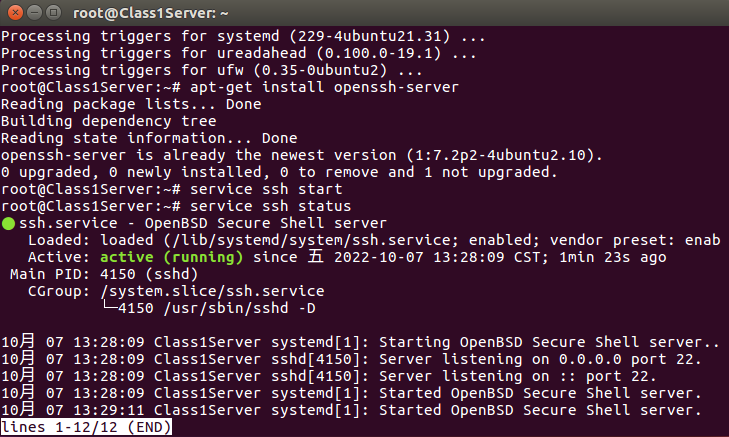 root@Class1Server: ~
Processing triggers for systemd (229-4ubuntu21.31) ...
Processing triggers for ureadahead (0.100.0-19.1) ...
Processing triggers for ufw (0.35-0ubuntu2) ...
root@Class1Server:~# apt-get install openssh-server
Reading package lists... Done
Building dependency tree
Reading state information... Done
openssh-server is already the newest version (1:7.2p2-4ubuntu2.10).
0 upgraded, 0 newly installed, 0 to remove and 1 not upgraded.
root@Class1Server:~# service ssh start
root@Class1Server:~# service ssh status
● ssh.service - OpenBSD Secure Shell server
   Loaded: loaded (/lib/systemd/system/ssh.service; enabled; vendor preset: enab
   Active: active (running) since 五 2022-10-07 13:28:09 CST; 1min 23s ago
 Main PID: 4150 (sshd)
   CGroup: /system.slice/ssh.service
           └─4150 /usr/sbin/sshd -D
10月 07 13:28:09 Class1Server systemd[1]: Starting OpenBSD Secure Shell server..
10月 07 13:28:09 Class1Server sshd[4150]: Server listening on 0.0.0.0 port 22.
10月 07 13:28:09 Class1Server sshd[4150]: Server listening on :: port 22.
10月 07 13:28:09 Class1Server systemd[1]: Started OpenBSD Secure Shell server.
10月 07 13:29:11 Class1Server systemd[1]: Started OpenBSD Secure Shell server.
lines 1-12/12 (END)